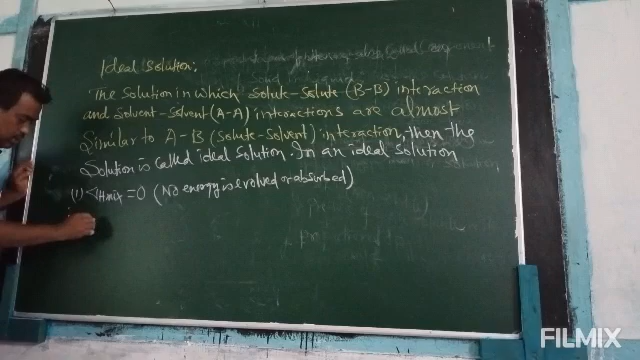 Ideal Solution:
The Solution in which Solute-Solute (B-B) interaction
and Solvent-Solvent (A-A) interactions are almost
Similar to A-B (Solute-Solvent) interaction, then the
Solution is called ideal Solution. In an ideal Solution
(1) ΔHmix = 0 (No energy is evolved or absorbed)
FILMIX